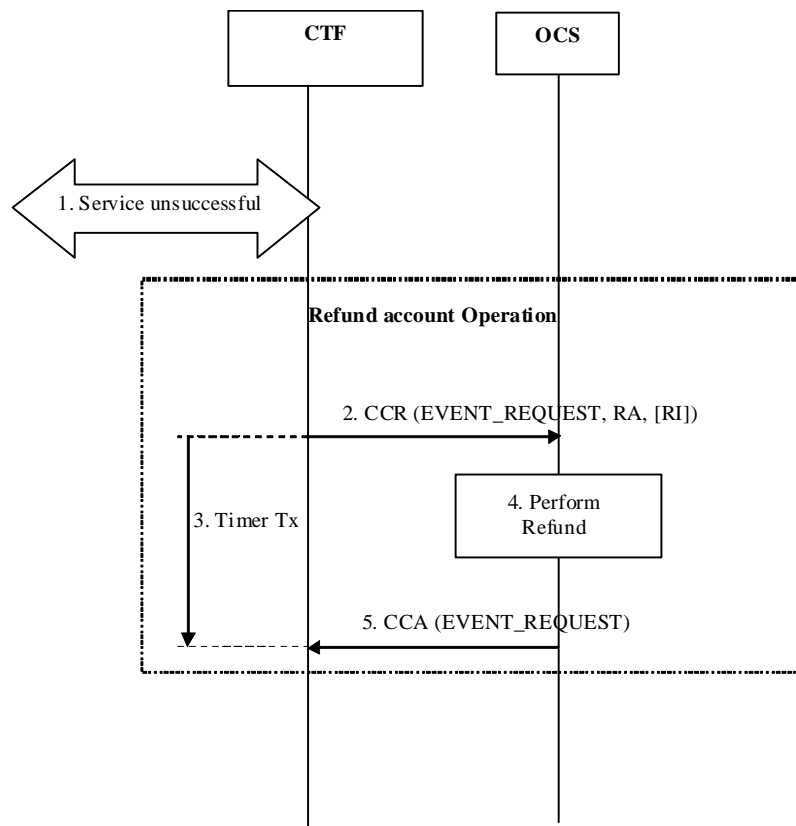 CTF
OCS
1. Service unsuccessful
Refund account Operation
2. CCR (EVENT_REQUEST, RA, [RI])
3. Timer Tx
4. Perform
Refund
5. CCA (EVENT_REQUEST)